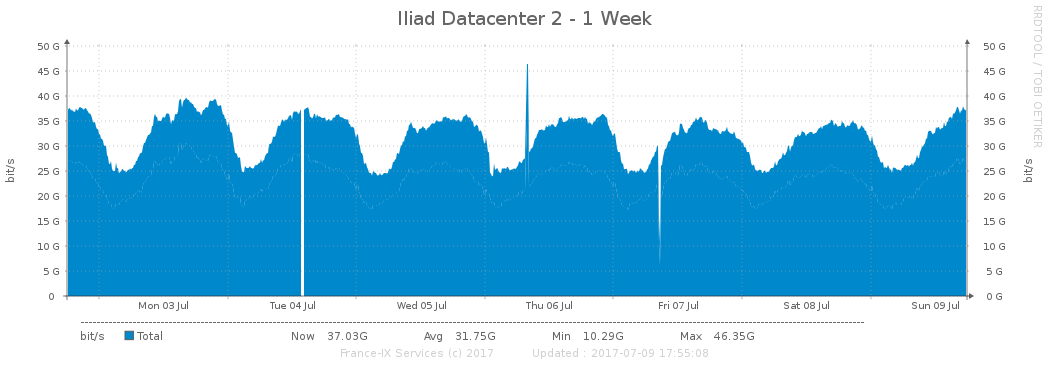 Iliad Datacenter 2 - 1 Week
RRDTOOL / TOBI OETIKER
50 G 50 G
45 G 45 G
40 G 40 G
35 G 35 G
30 G 30 G
25 G 25 G
20 G 20 G
15 G 15 G
10 G 10 G
5 G 5 G
0 0 G
bit/s bit/s
Mon 03 Jul Tue 04 Jul Wed 05 Jul Thu 06 Jul Fri 07 Jul Sat 08 Jul Sun 09 Jul
bit/s Total Now 37.03G Avg 31.75G Min 10.29G Max 46.35G
France-IX Services (c) 2017 Updated : 2017-07-09 17:55:08